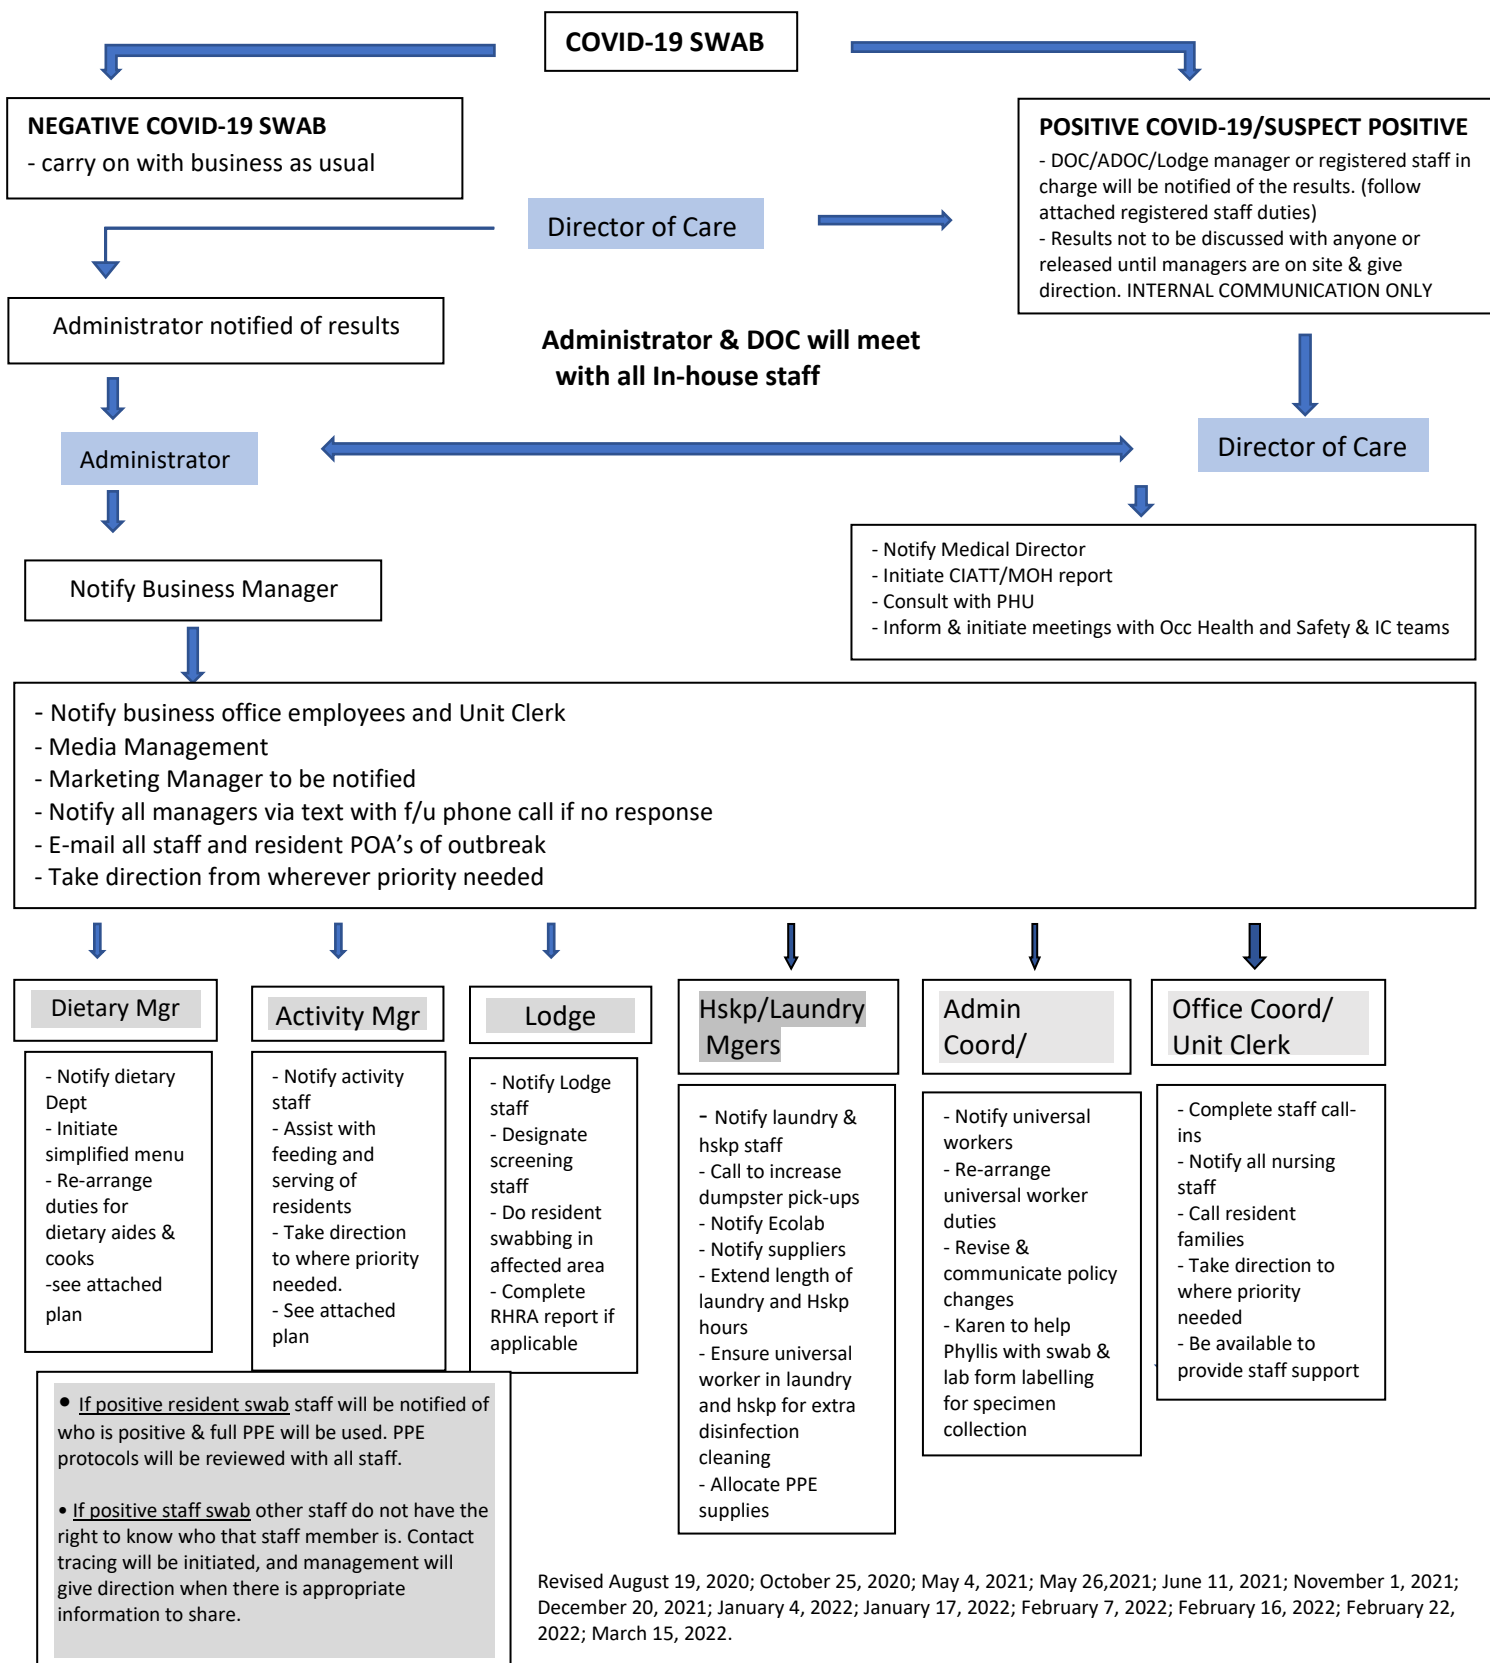 COVID-19 SWAB
NEGATIVE COVID-19 SWAB
- carry on with business as usual
POSITIVE COVID-19/SUSPECT POSITIVE
- DOC/ADOC/Lodge manager or registered staff in
charge will be notified of the results. (follow
attached registered staff duties)
- Results not to be discussed with anyone or
released until managers are on site & give
direction. INTERNAL COMMUNICATION ONLY
Director of Care
Administrator notified of results
Administrator & DOC will meet
with all In-house staff
Administrator
Director of Care
Notify Business Manager
- Notify Medical Director
- Initiate CIATT/MOH report
- Consult with PHU
- Inform & initiate meetings with Occ Health and Safety & IC teams
- Notify business office employees and Unit Clerk
- Media Management
- Marketing Manager to be notified
- Notify all managers via text with f/u phone call if no response
- E-mail all staff and resident POA's of outbreak
- Take direction from wherever priority needed
Dietary Mgr
- Notify dietary
Dept
- Initiate
simplified menu
- Re-arrange
duties for
dietary aides &
cooks
-see attached
plan
Activity Mgr
- Notify activity
staff
- Assist with
feeding and
serving of
residents
- Take direction
to where priority
needed.
- See attached
plan
Lodge
- Notify Lodge
staff
- Designate
screening
staff
- Do resident
swabbing in
affected area
- Complete
RHRA report if
applicable
Hskp/Laundry
Mgers
- Notify laundry &
hskp staff
- Call to increase
dumpster pick-ups
- Notify Ecolab
- Notify suppliers
- Extend length of
laundry and Hskp
hours
- Ensure universal
worker in laundry
and hskp for extra
disinfection
cleaning
- Allocate PPE
supplies
Admin
Coord/
- Notify universal
workers
- Re-arrange
universal worker
duties
- Revise &
communicate policy
changes
- Karen to help
Phyllis with swab &
lab form labelling
for specimen
collection
Office Coord/
Unit Clerk
- Complete staff call-
ins
- Notify all nursing
staff
- Call resident
families
- Take direction to
where priority
needed
- Be available to
provide staff support
• If positive resident swab staff will be notified of
who is positive & full PPE will be used. PPE
protocols will be reviewed with all staff.
• If positive staff swab other staff do not have the
right to know who that staff member is. Contact
tracing will be initiated, and management will
give direction when there is appropriate
information to share.
Revised August 19, 2020; October 25, 2020; May 4, 2021; May 26,2021; June 11, 2021; November 1, 2021;
December 20, 2021; January 4, 2022; January 17, 2022; February 7, 2022; February 16, 2022; February 22,
2022; March 15, 2022.